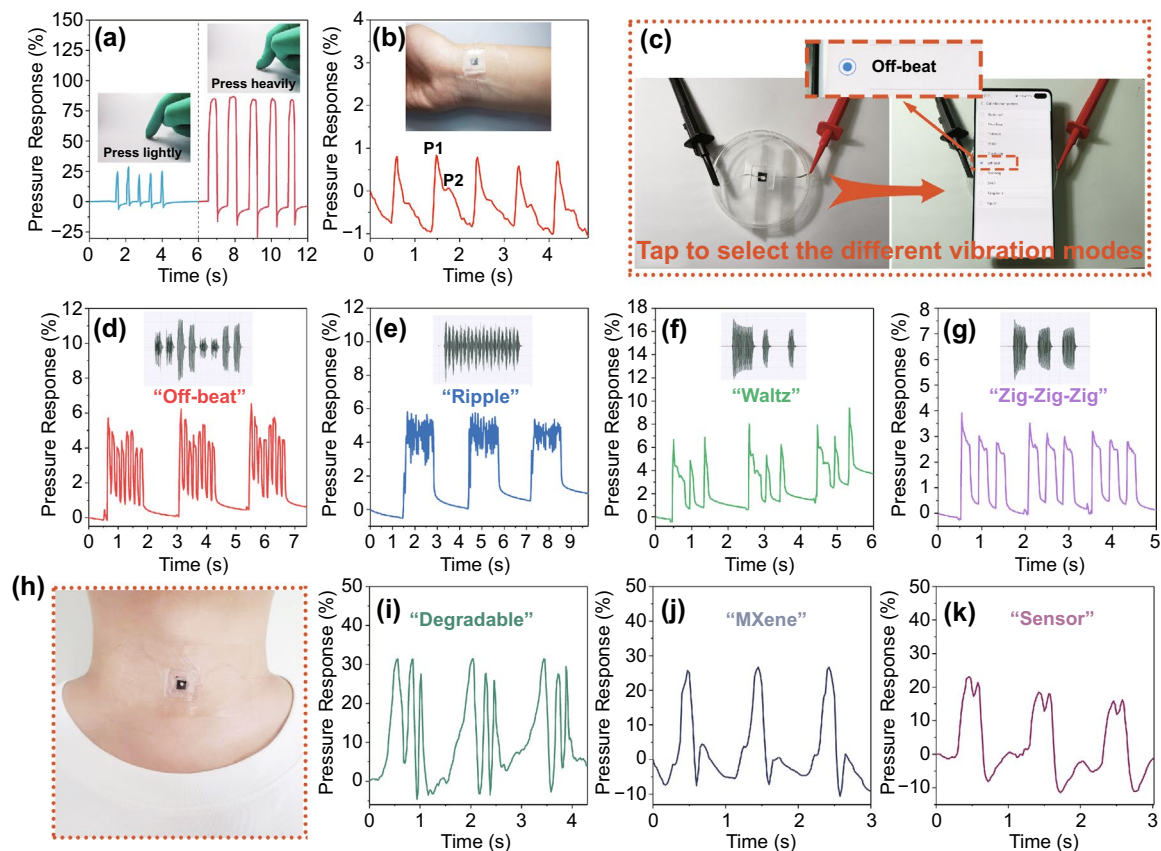 (a)
Pressure Response (%)
150
125
100
75
50
25
0
−25
Press lightly
Press heavily
0 2 4 6 8 10 12
Time (s)
(b)
Pressure Response (%)
4
3
2
1
0
−1
P1
P2
0 1 2 3 4
Time (s)
(c)
Off-beat
Tap to select the different vibration modes
(d)
Pressure Response (%)
12
10
8
6
4
2
0
“Off-beat”
0 1 2 3 4 5 6 7
Time (s)
(e)
Pressure Response (%)
10
8
6
4
2
0
“Ripple”
0 1 2 3 4 5 6 7 8 9
Time (s)
(f)
Pressure Response (%)
18
16
14
12
10
8
6
4
2
0
“Waltz”
0 1 2 3 4 5 6
Time (s)
(g)
Pressure Response (%)
8
7
6
5
4
3
2
1
0
“Zig-Zig-Zig”
0 1 2 3 4 5
Time (s)
(h)
(i)
Pressure Response (%)
50
40
30
20
10
0
“Degradable”
0 1 2 3 4
Time (s)
(j)
Pressure Response (%)
50
40
30
20
10
0
−10
“MXene”
0 1 2 3
Time (s)
(k)
Pressure Response (%)
50
40
30
20
10
0
−10
“Sensor”
0 1 2 3
Time (s)